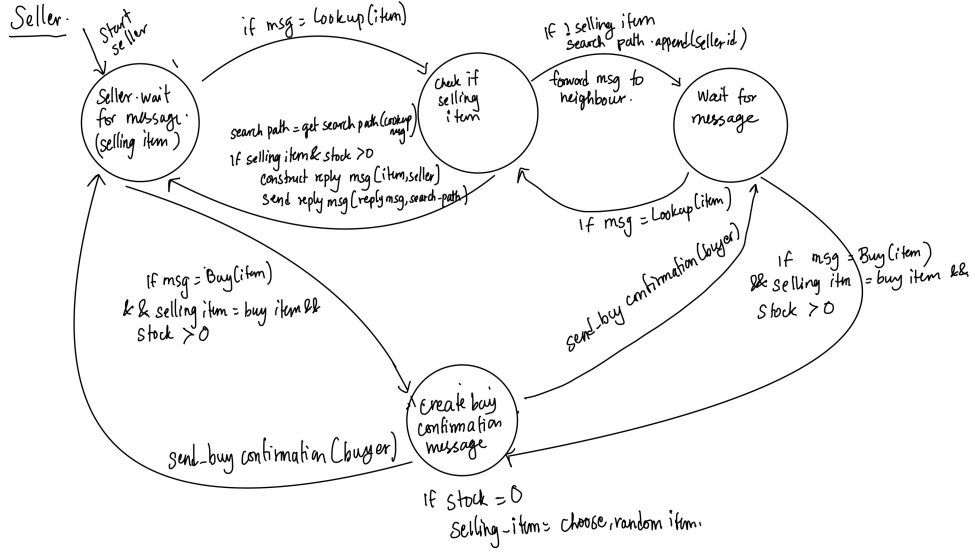 Seller.
Start
seller
if msg = Lookup(item)
If ! selling item
search path.append(sellerid)
forward msg to
neighbour.
Seller.wait
for message.
(selling item)
Check if
selling
item
Wait for
message
search path = get search path(Lookup
msg)
If selling item & stock >0
construct reply msg(item,seller)
send reply msg(reply msg, search-path)
If msg = Lookup(item)
If msg = Buy(item)
&& selling item = buy item &&
stock > 0
send_buy confirmation(buyer)
If msg = Buy(item)
&& selling itm = buy item &&
Stock > 0
Create buy
confirmation
message
send_buy confirmation (buyer)
If stock = 0
Selling-item = choose random item.